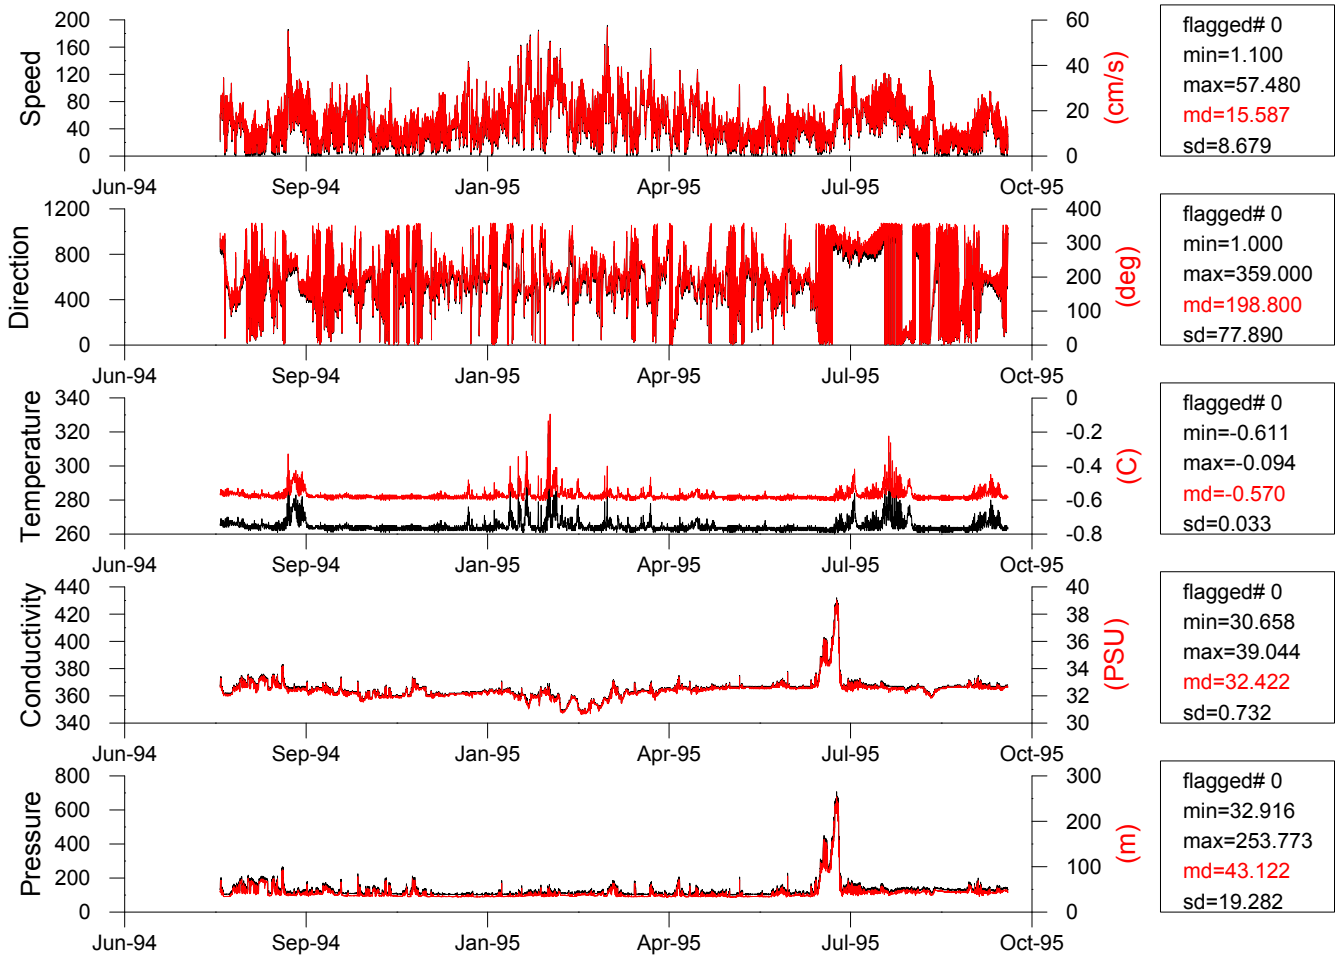 Speed
200
160
120
80
40
0
60
40
20
0
(cm/s)
Jun-94 Sep-94 Jan-95 Apr-95 Jul-95 Oct-95
flagged# 0
min=1.100
max=57.480
md=15.587
sd=8.679
Direction
1200
800
400
0
400
300
200
100
0
(deg)
Jun-94 Sep-94 Jan-95 Apr-95 Jul-95 Oct-95
flagged# 0
min=1.000
max=359.000
md=198.800
sd=77.890
Temperature
340
320
300
280
260
0
-0.2
-0.4
-0.6
-0.8
(C)
Jun-94 Sep-94 Jan-95 Apr-95 Jul-95 Oct-95
flagged# 0
min=-0.611
max=-0.094
md=-0.570
sd=0.033
Conductivity
440
420
400
380
360
340
40
38
36
34
32
30
(PSU)
Jun-94 Sep-94 Jan-95 Apr-95 Jul-95 Oct-95
flagged# 0
min=30.658
max=39.044
md=32.422
sd=0.732
Pressure
800
600
400
200
0
300
200
100
0
(m)
Jun-94 Sep-94 Jan-95 Apr-95 Jul-95 Oct-95
flagged# 0
min=32.916
max=253.773
md=43.122
sd=19.282